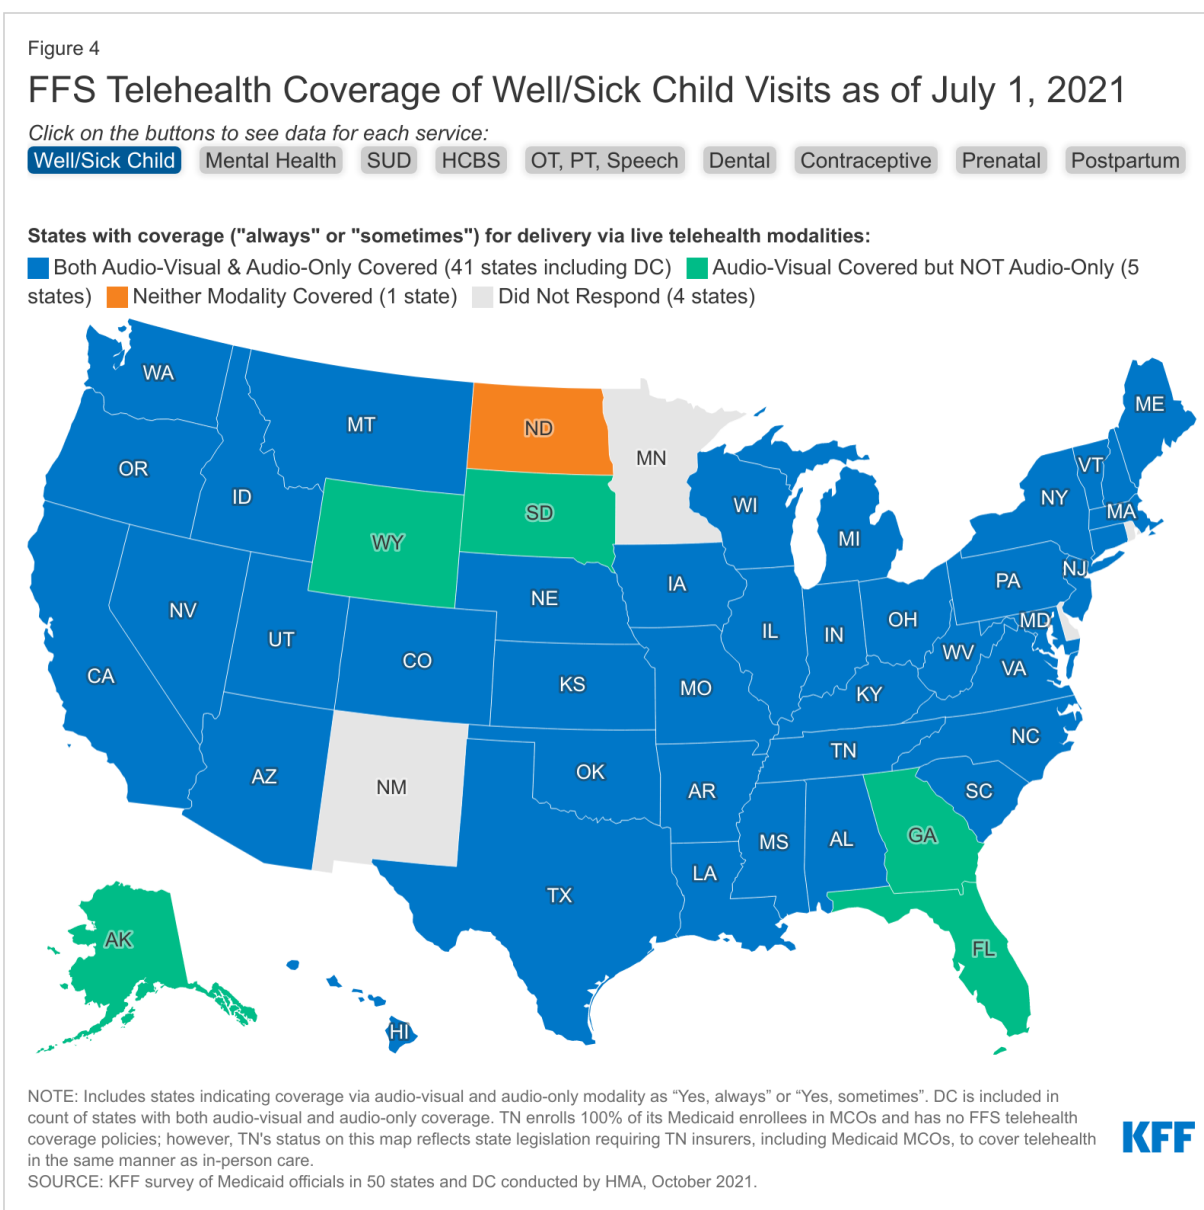 Figure 4
FFS Telehealth Coverage of Well/Sick Child Visits as of July 1, 2021
Click on the buttons to see data for each service:
Well/Sick Child Mental Health SUD HCBS OT, PT, Speech Dental Contraceptive Prenatal Postpartum
States with coverage ("always" or "sometimes") for delivery via live telehealth modalities:
Both Audio-Visual & Audio-Only Covered (41 states including DC) Audio-Visual Covered but NOT Audio-Only (5
states) Neither Modality Covered (1 state) Did Not Respond (4 states)
WA
MT
ND
ME
OR
MN
VT
ID
NY
WI
SD
MA
MI
WY
NJ
PA
IA
NE
NV
OH
MD
IL
IN
UT
WV
CO
VA
CA
KS
MO
KY
NC
TN
OK
AZ
NM
AR
SC
GA
MS
AL
LA
TX
AK
FL
HI
NOTE: Includes states indicating coverage via audio-visual and audio-only modality as “Yes, always” or “Yes, sometimes”. DC is included in
count of states with both audio-visual and audio-only coverage. TN enrolls 100% of its Medicaid enrollees in MCOs and has no FFS telehealth
coverage policies; however, TN's status on this map reflects state legislation requiring TN insurers, including Medicaid MCOs, to cover telehealth
in the same manner as in-person care.
SOURCE: KFF survey of Medicaid officials in 50 states and DC conducted by HMA, October 2021.
KFF